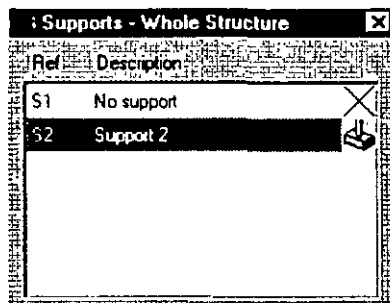 Supports - Whole Structure
Ref Description
S1 No support
S2 Support 2